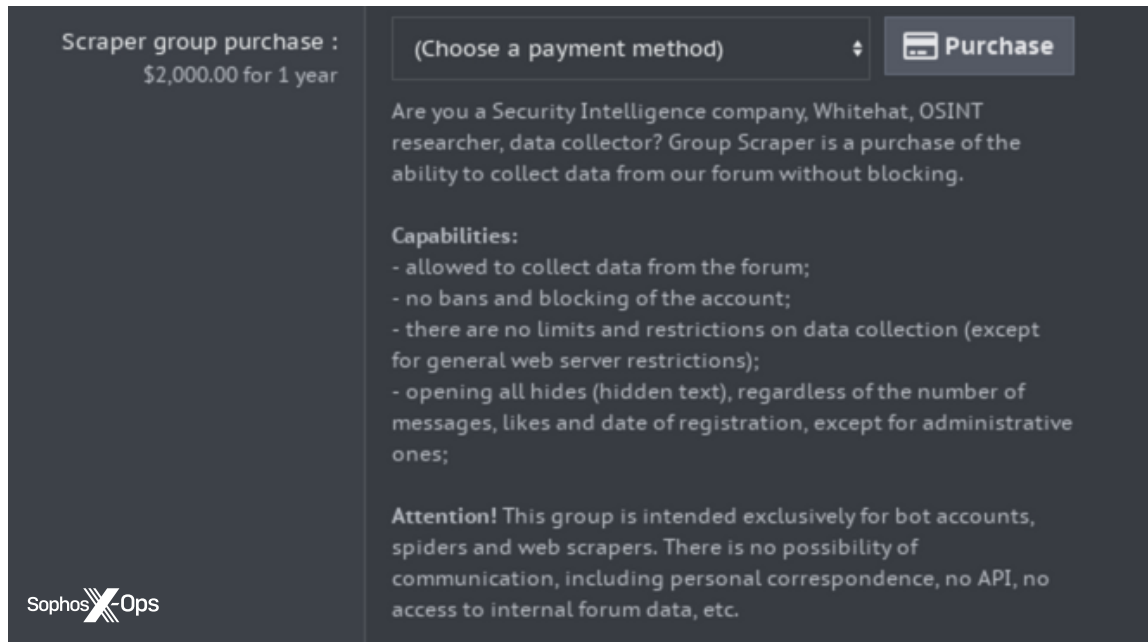 Scraper group purchase :
$2,000.00 for 1 year
(Choose a payment method)
Purchase
Are you a Security Intelligence company, Whitehat, OSINT
researcher, data collector? Group Scraper is a purchase of the
ability to collect data from our forum without blocking.
Capabilities:
- allowed to collect data from the forum;
- no bans and blocking of the account;
- there are no limits and restrictions on data collection (except
for general web server restrictions);
- opening all hides (hidden text), regardless of the number of
messages, likes and date of registration, except for administrative
ones;
Attention! This group is intended exclusively for bot accounts,
spiders and web scrapers. There is no possibility of
communication, including personal correspondence, no API, no
access to internal forum data, etc.
Sophos X-Ops